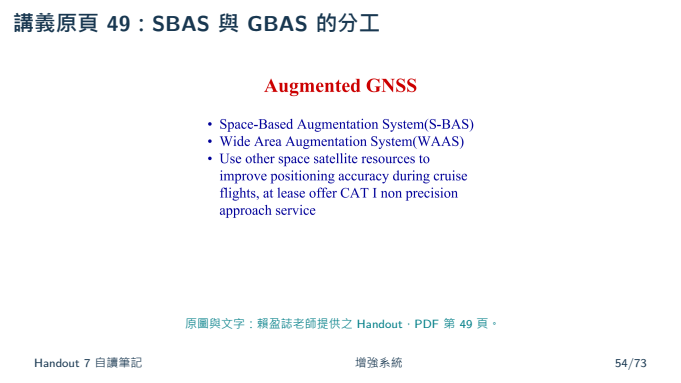 講義原頁 49：SBAS 與 GBAS 的分工
Augmented GNSS
• Space-Based Augmentation System(S-BAS)
• Wide Area Augmentation System(WAAS)
• Use other space satellite resources to
improve positioning accuracy during cruise
flights, at lease offer CAT I non precision
approach service
原圖與文字：賴盈誌老師提供之 Handout，PDF 第 49 頁。
Handout 7 自讀筆記
增強系統
54/73